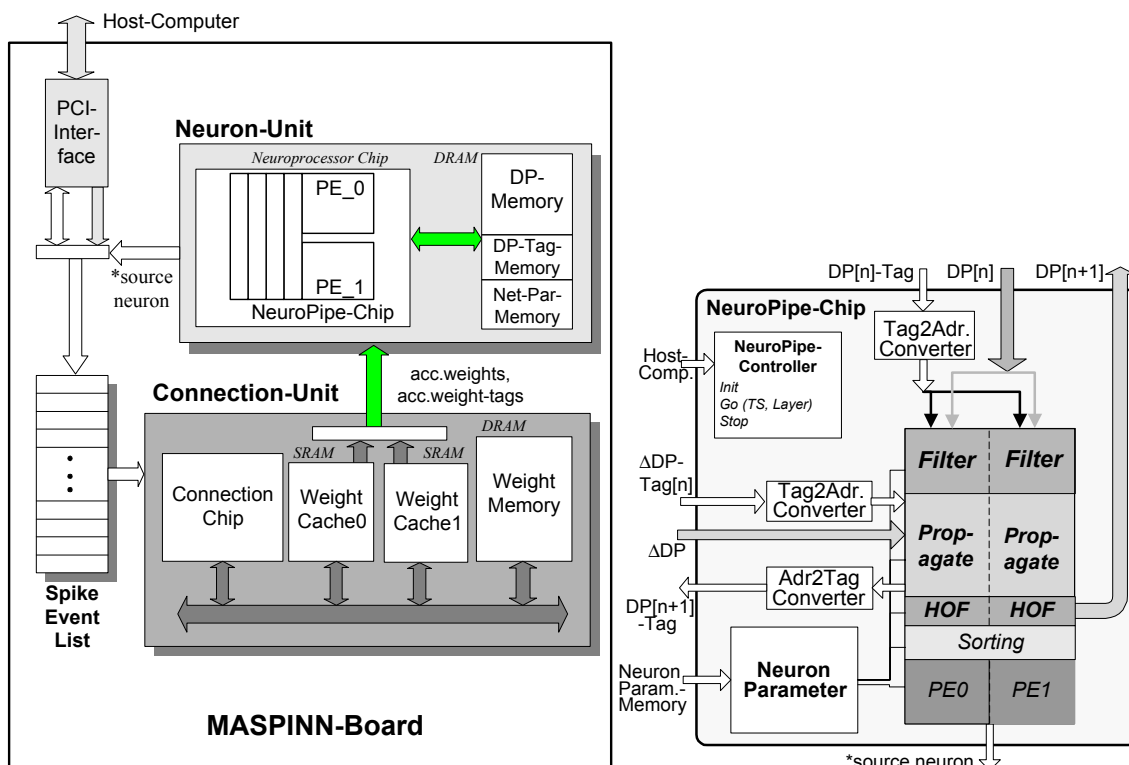 Host-Computer
PCI-
Inter-
face
Neuron-Unit
Neuroprocessor Chip
DRAM
PE_0
PE_1
NeuroPipe-Chip
DP-
Memory
DP-Tag-
Memory
Net-Par-
Memory
*source
neuron
acc.weights,
acc.weight-tags
Connection-Unit
DRAM
SRAM
SRAM
Connection
Chip
Weight
Cache0
Weight
Cache1
Weight
Memory
Spike
Event
List
MASPINN-Board
DP[n]-Tag
DP[n]
DP[n+1]
NeuroPipe-Chip
Tag2Adr.
Converter
Host-
Comp.
NeuroPipe-
Controller
Init
Go (TS, Layer)
Stop
Filter
Filter
ΔDP-
Tag[n]
Tag2Adr.
Converter
Prop-
agate
Prop-
agate
ΔDP
Adr2Tag
Converter
DP[n+1]
-Tag
HOF
HOF
Sorting
Neuron
Param.-
Memory
Neuron
Parameter
PE0
PE1
*source neuron